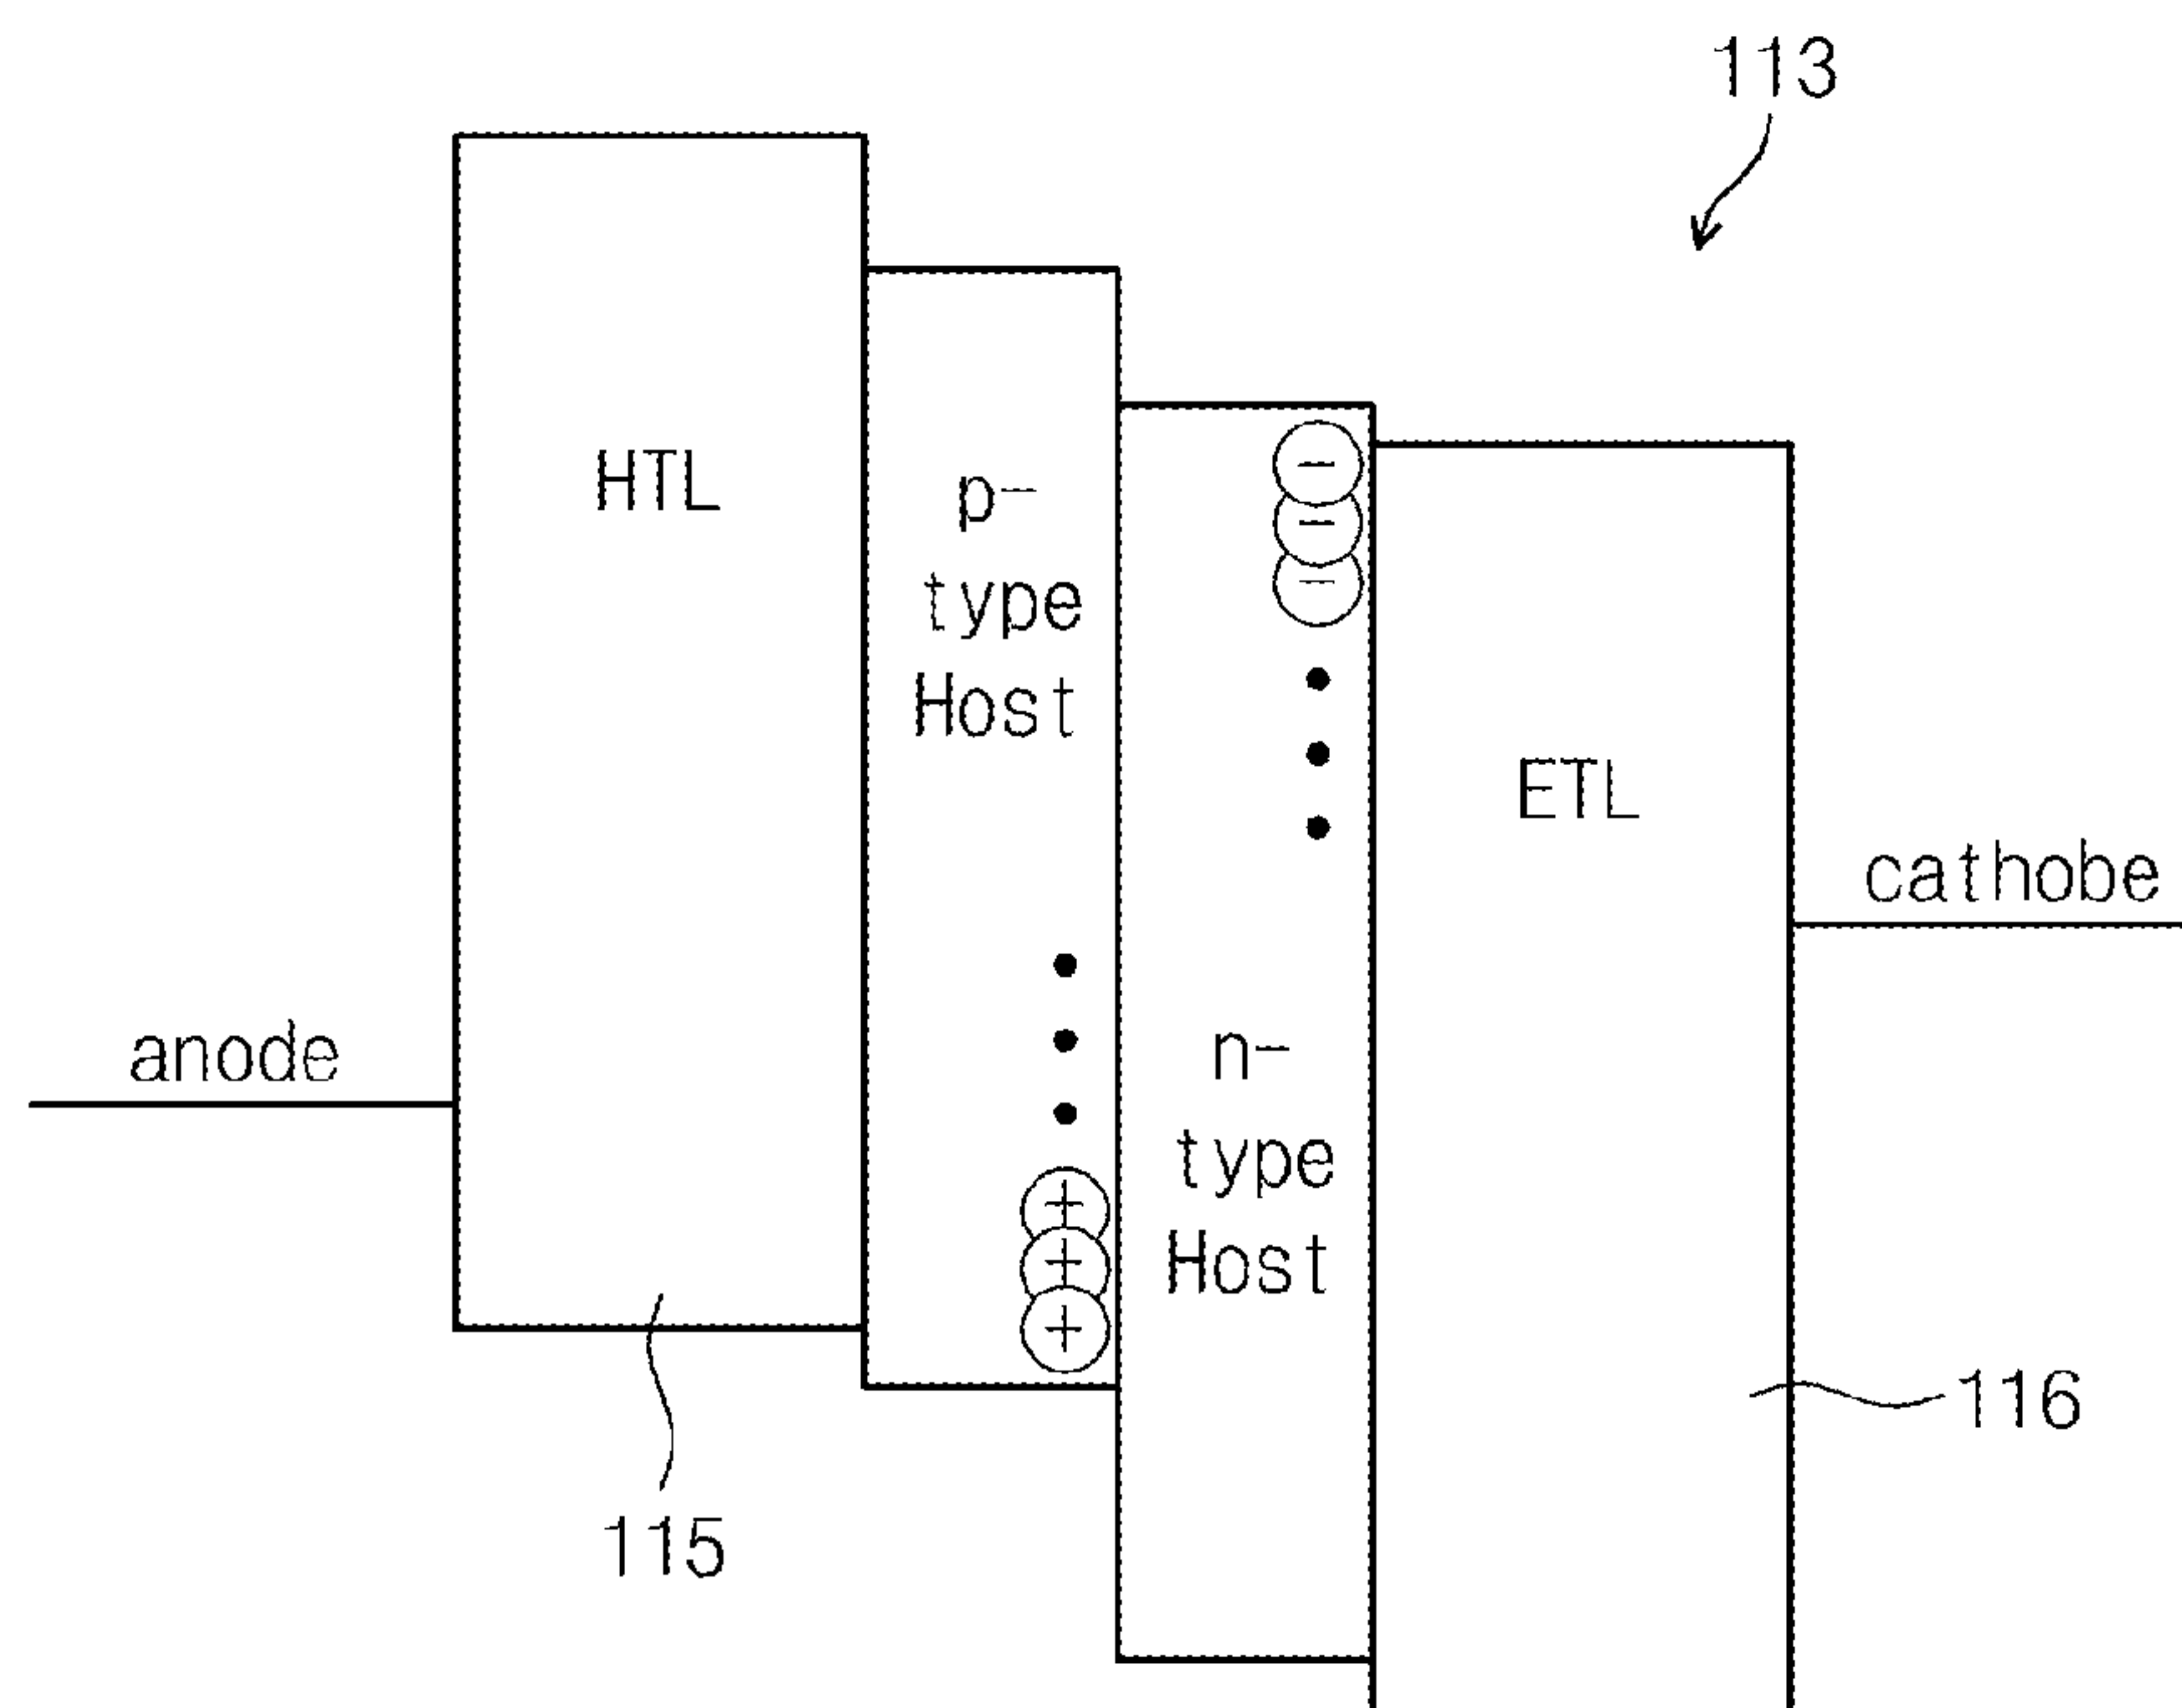 113
HTL
p-
type
Host
−
−
−
ETL
cathobe
anode
n-
type
Host
+
+
+
116
115